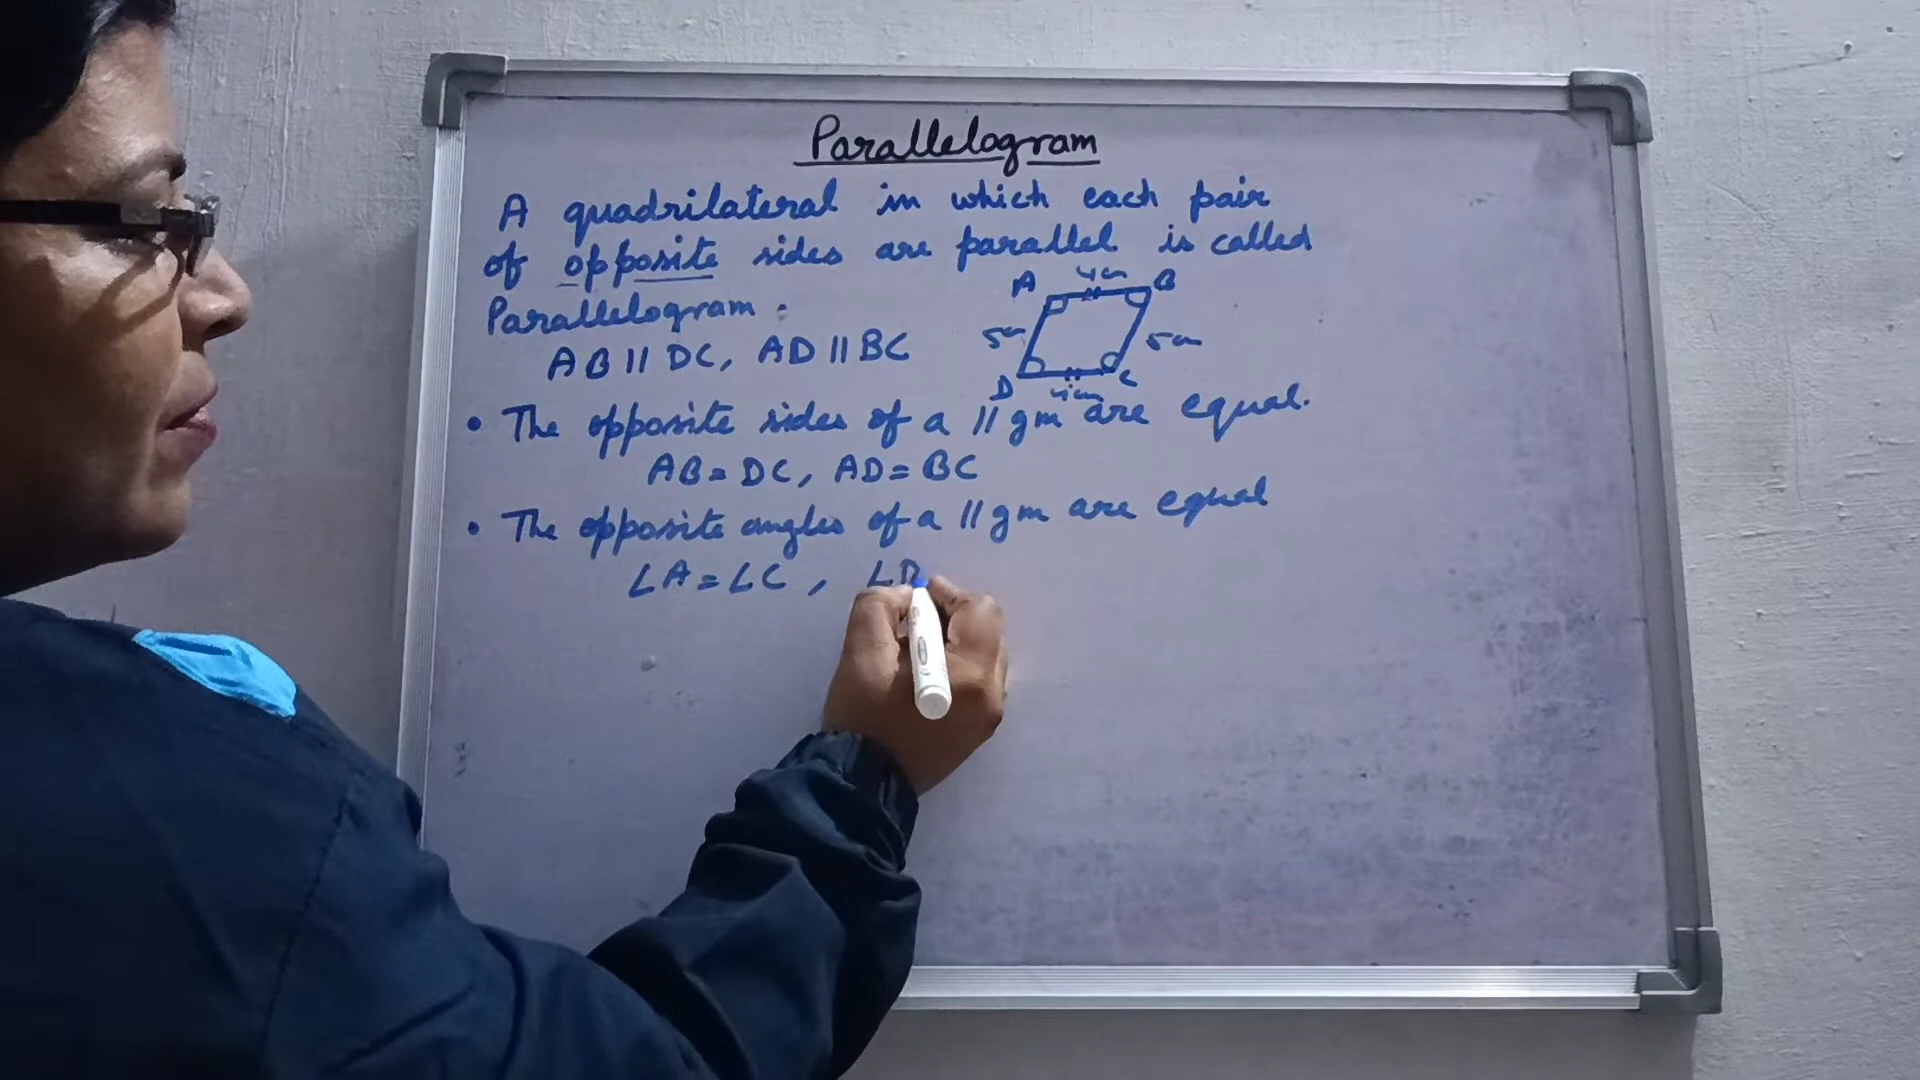 Parallelogram
A quadrilateral in which each pair
of opposite sides are parallel is called
Parallelogram.
A 4cm B
5cm 5cm
D 4cm C
AB || DC, AD || BC
• The opposite sides of a ||gm are equal.
AB = DC, AD = BC
• The opposite angles of a ||gm are equal
∠A = ∠C, ∠